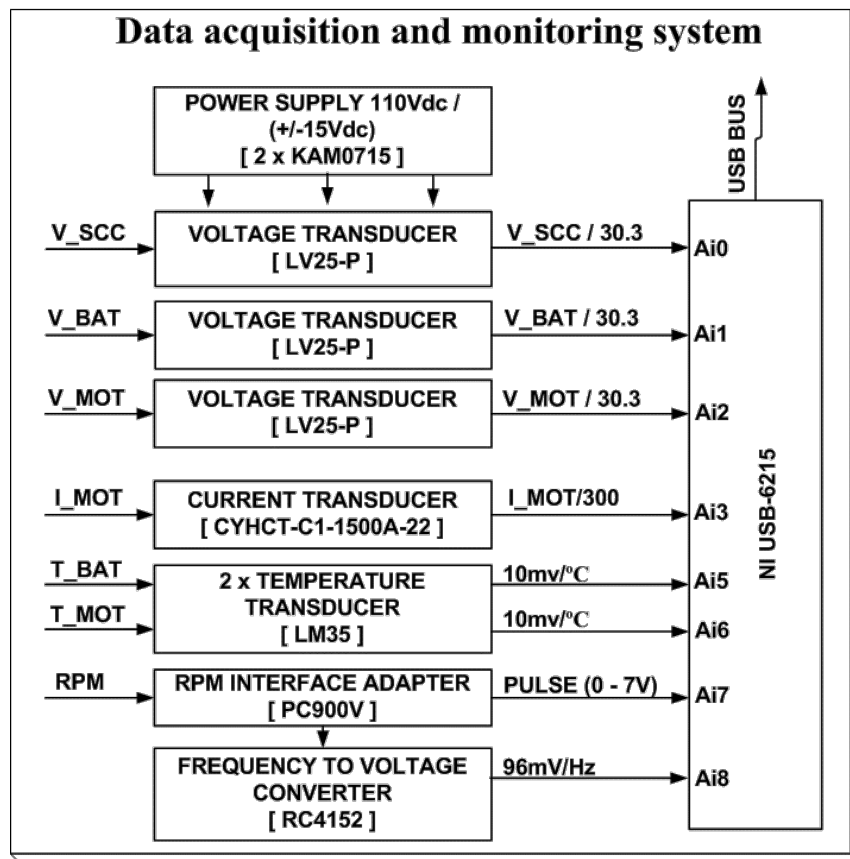 Data acquisition and monitoring system
POWER SUPPLY 110Vdc /
(+/-15Vdc)
[ 2 x KAM0715 ]
USB BUS
V_SCC
VOLTAGE TRANSDUCER
[ LV25-P ]
V_SCC / 30.3
Ai0
V_BAT
VOLTAGE TRANSDUCER
[ LV25-P ]
V_BAT / 30.3
Ai1
V_MOT
VOLTAGE TRANSDUCER
[ LV25-P ]
V_MOT / 30.3
Ai2
NI USB-6215
I_MOT
CURRENT TRANSDUCER
[ CYHCT-C1-1500A-22 ]
I_MOT/300
Ai3
T_BAT
T_MOT
2 x TEMPERATURE
TRANSDUCER
[ LM35 ]
10mv/ºC
Ai5
10mv/ºC
Ai6
RPM
RPM INTERFACE ADAPTER
[ PC900V ]
PULSE (0 - 7V)
Ai7
FREQUENCY TO VOLTAGE
CONVERTER
[ RC4152 ]
96mV/Hz
Ai8